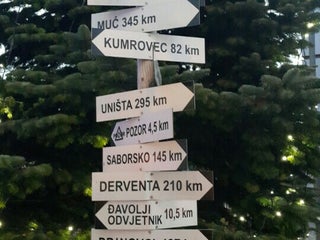 MUĆ 345 km
KUMROVEC 82 km
UNIŠTA 295 km
POZOR 4,5 km
SABORSKO 145 km
DERVENTA 210 km
ĐAVOLJI
ODVJETNIK 10,5 km